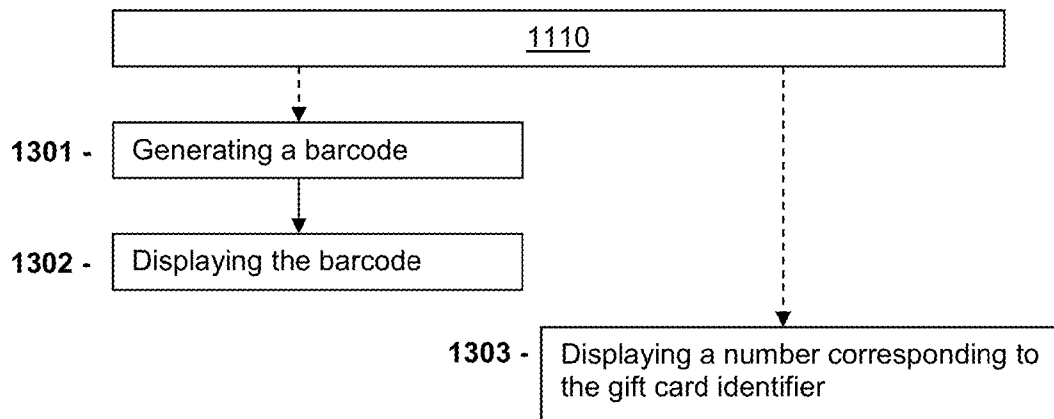 1110
1301 - Generating a barcode
1302 - Displaying the barcode
1303 - Displaying a number corresponding to
the gift card identifier